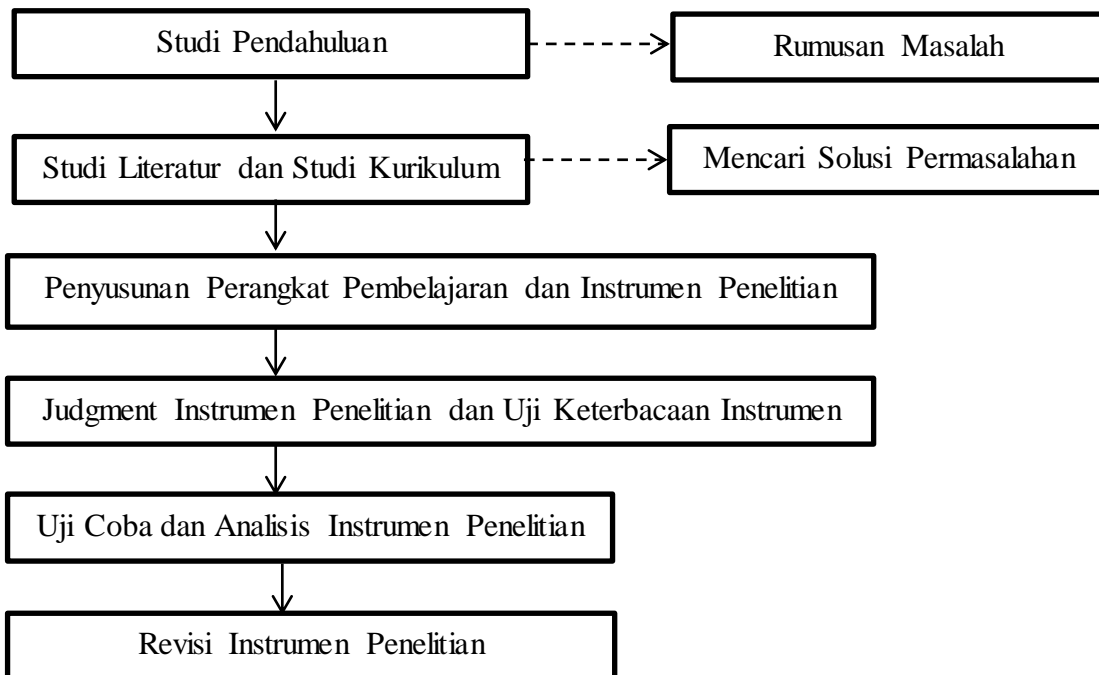 Studi Pendahuluan
Rumusan Masalah
Studi Literatur dan Studi Kurikulum
Mencari Solusi Permasalahan
Penyusunan Perangkat Pembelajaran dan Instrumen Penelitian
Judgment Instrumen Penelitian dan Uji Keterbacaan Instrumen
Uji Coba dan Analisis Instrumen Penelitian
Revisi Instrumen Penelitian